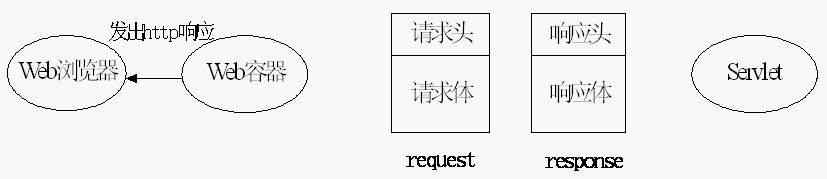 发出http响应
Web浏览器
Web容器
请求头
请求体
request
响应头
响应体
response
Servlet